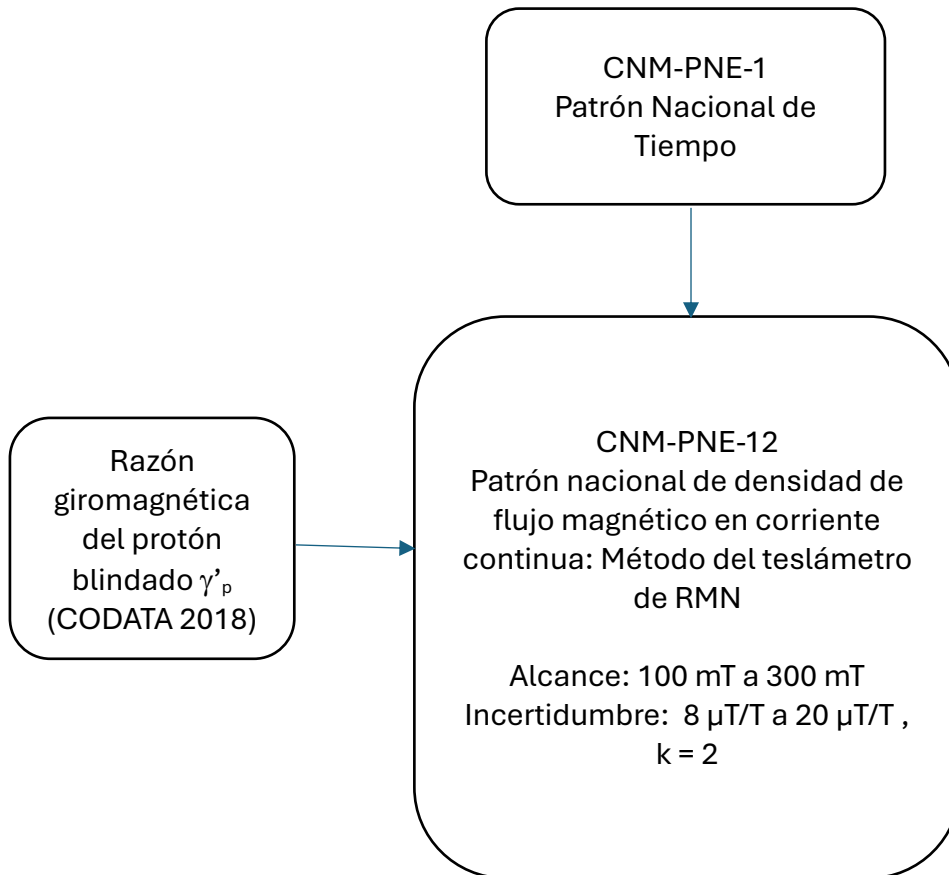 CNM-PNE-1
Patrón Nacional de
Tiempo
Razón
giromagnética
del protón
blindado γ’ₚ
(CODATA 2018)
CNM-PNE-12
Patrón nacional de densidad de
flujo magnético en corriente
continua: Método del teslámetro
de RMN
Alcance: 100 mT a 300 mT
Incertidumbre:  8 µT/T a 20 µT/T ,
k = 2